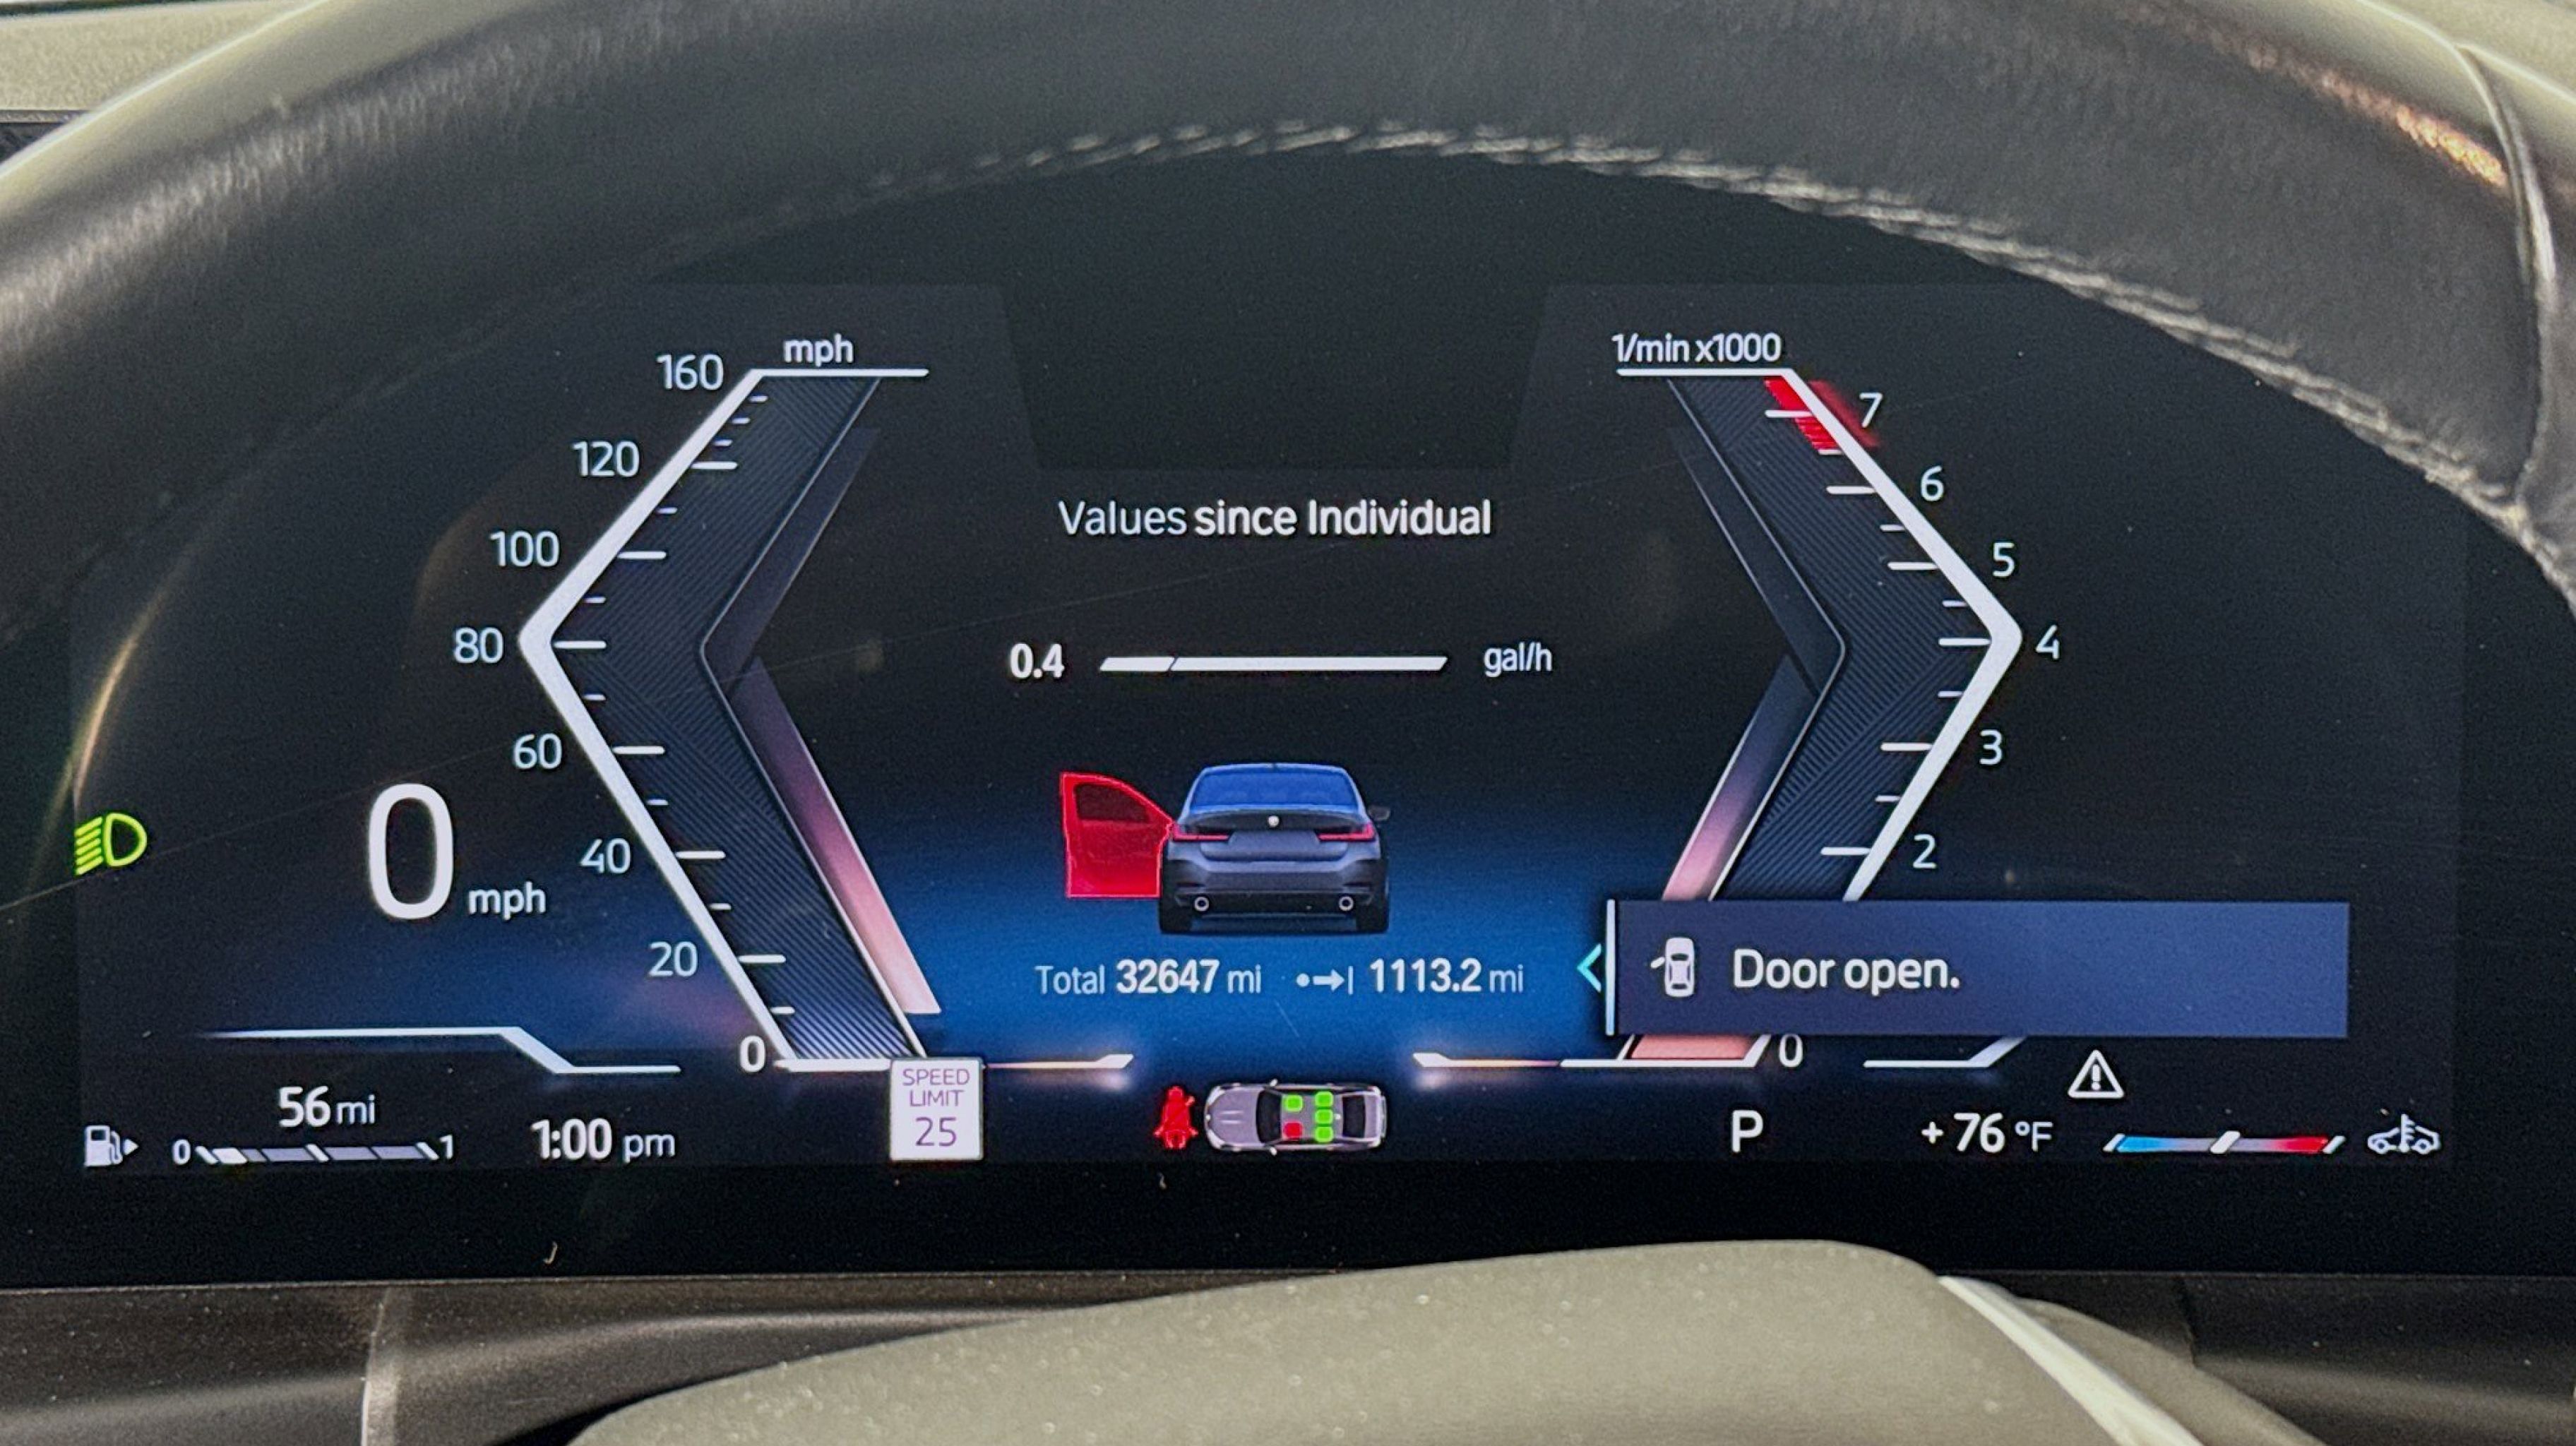 mph
160
120
100
80
60
40
20
0
0 mph
1/min x1000
7
6
5
4
3
2
0
Values since Individual
0.4 gal/h
Total 32647 mi 1113.2 mi
Door open.
56 mi
0 1
1:00 pm
SPEED
LIMIT
25
P
+ 76 °F